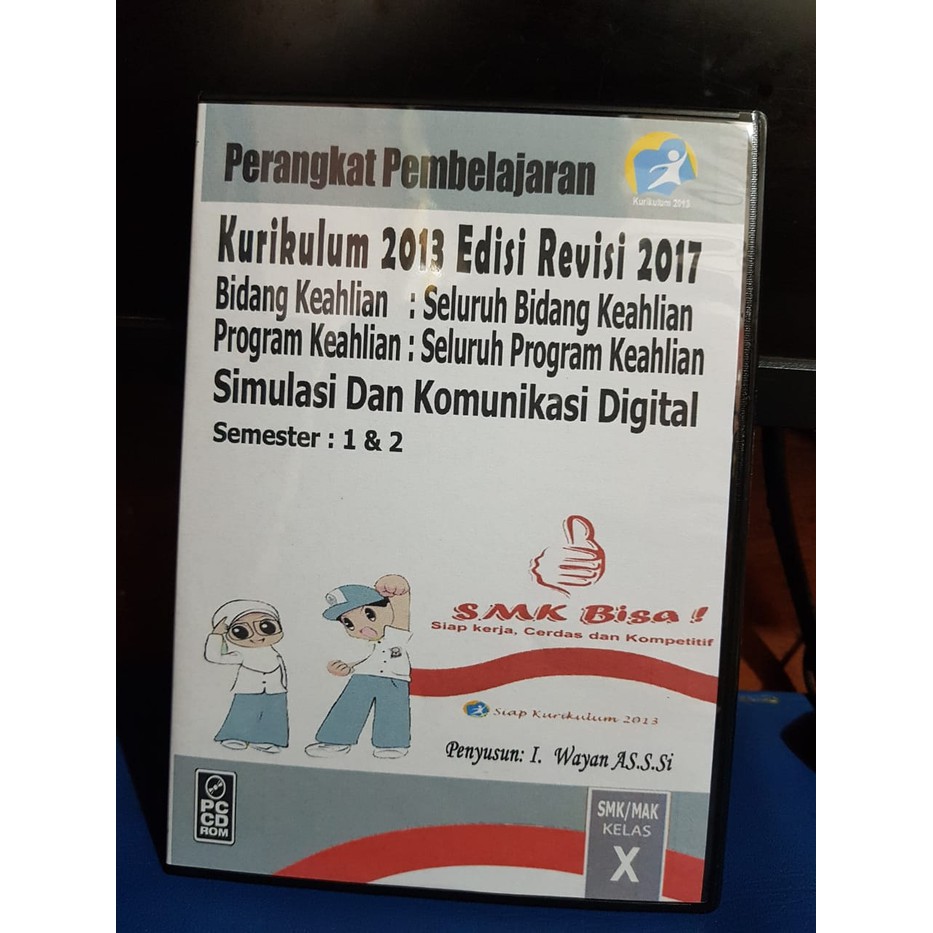 Perangkat Pembelajaran
Kurikulum 2013
Kurikulum 2013 Edisi Revisi 2017
Bidang Keahlian : Seluruh Bidang Keahlian
Program Keahlian : Seluruh Program Keahlian
Simulasi Dan Komunikasi Digital
Semester : 1 & 2
SMK Bisa !
Siap kerja, Cerdas dan Kompetitif
Siap Kurikulum 2013
Penyusun: I. Wayan AS.S.Si
PC
CD
ROM
SMK/MAK
KELAS
X